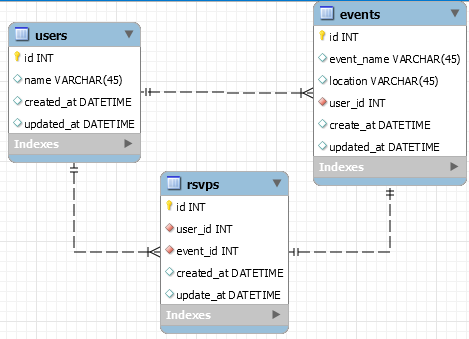 users
id INT
name VARCHAR(45)
created_at DATETIME
updated_at DATETIME
Indexes
events
id INT
event_name VARCHAR(45)
location VARCHAR(45)
user_id INT
create_at DATETIME
updated_at DATETIME
Indexes
rsvps
id INT
user_id INT
event_id INT
created_at DATETIME
update_at DATETIME
Indexes